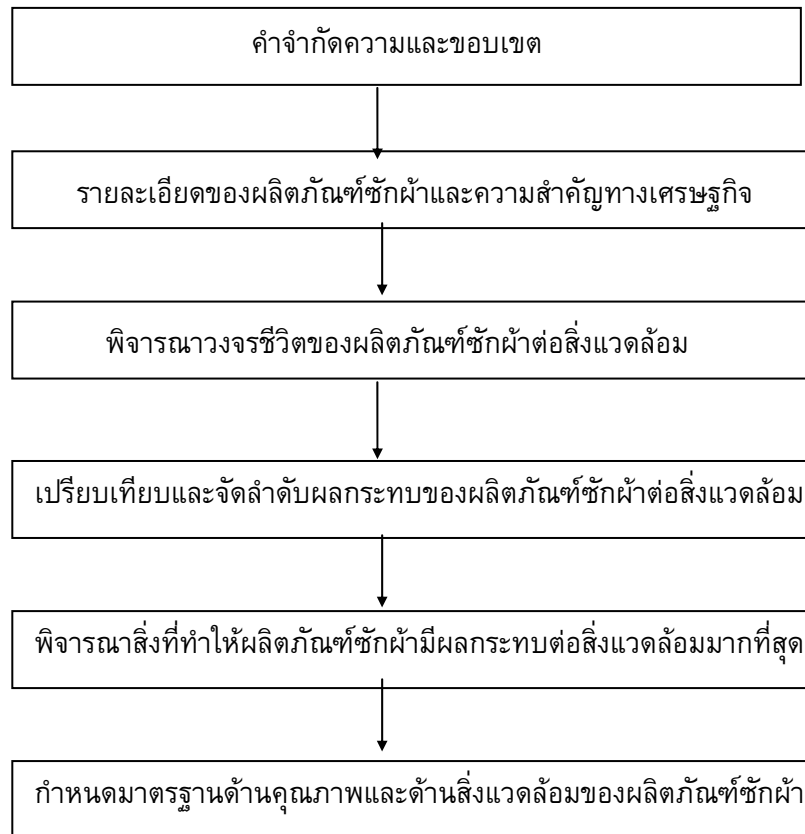 คำจำกัดความและขอบเขต
รายละเอียดของผลิตภัณฑ์ซักผ้าและความสำคัญทางเศรษฐกิจ
พิจารณาวงจรชีวิตของผลิตภัณฑ์ซักผ้าต่อสิ่งแวดล้อม
เปรียบเทียบและจัดลำดับผลกระทบของผลิตภัณฑ์ซักผ้าต่อสิ่งแวดล้อม
พิจารณาสิ่งที่ทำให้ผลิตภัณฑ์ซักผ้ามีผลกระทบต่อสิ่งแวดล้อมมากที่สุด
กำหนดมาตรฐานด้านคุณภาพและด้านสิ่งแวดล้อมของผลิตภัณฑ์ซักผ้า